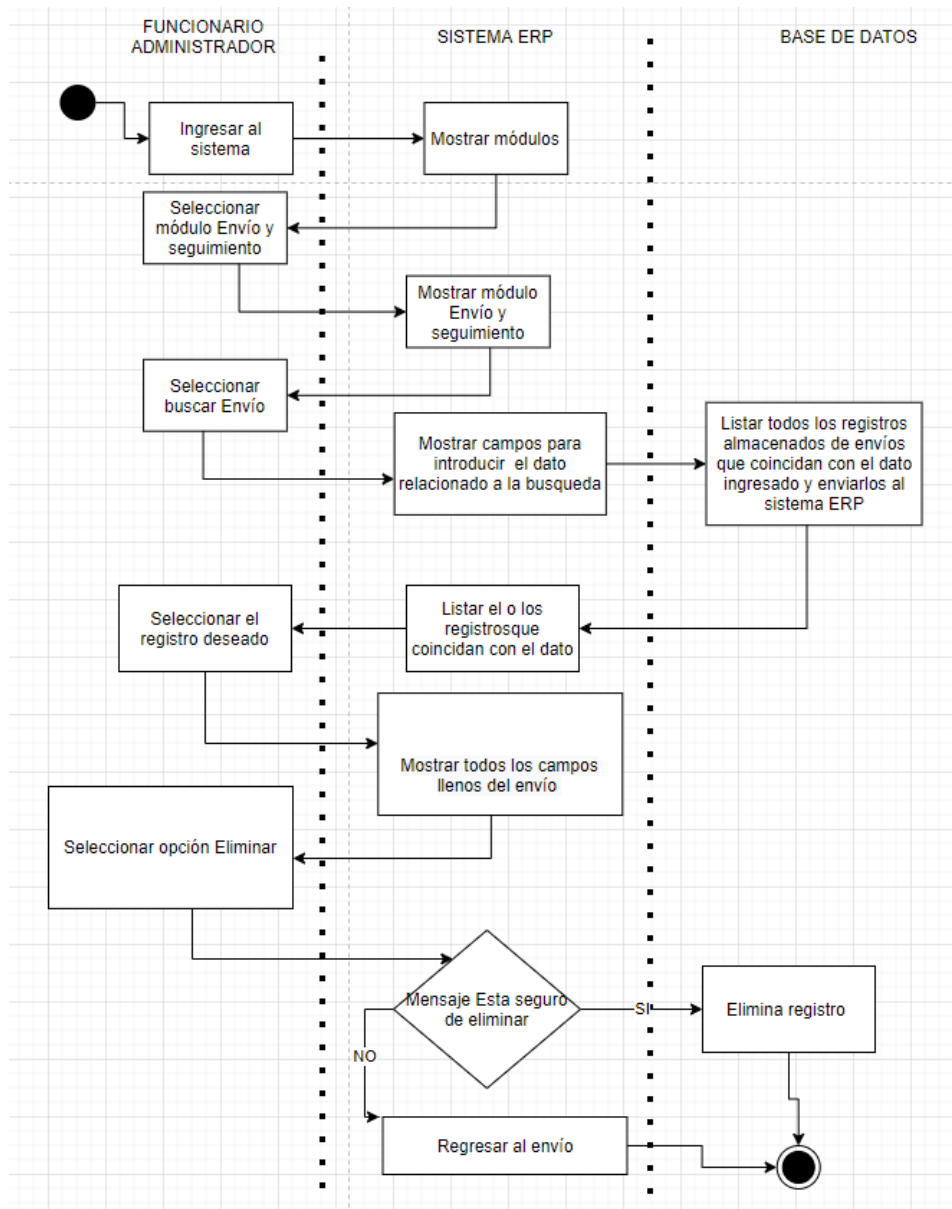 FUNCIONARIO
ADMINISTRADOR
SISTEMA ERP
BASE DE DATOS
Ingresar al
sistema
Mostrar módulos
Seleccionar
módulo Envío y
seguimiento
Mostrar módulo
Envío y
seguimiento
Seleccionar
buscar Envío
Mostrar campos para
introducir el dato
relacionado a la busqueda
Listar todos los registros
almacenados de envíos
que coincidan con el dato
ingresado y enviarlos al
sistema ERP
Seleccionar el
registro deseado
Listar el o los
registrosque
coincidan con el dato
Mostrar todos los campos
llenos del envío
Seleccionar opción Eliminar
Mensaje Esta seguro
de eliminar
SI
Elimina registro
NO
Regresar al envío